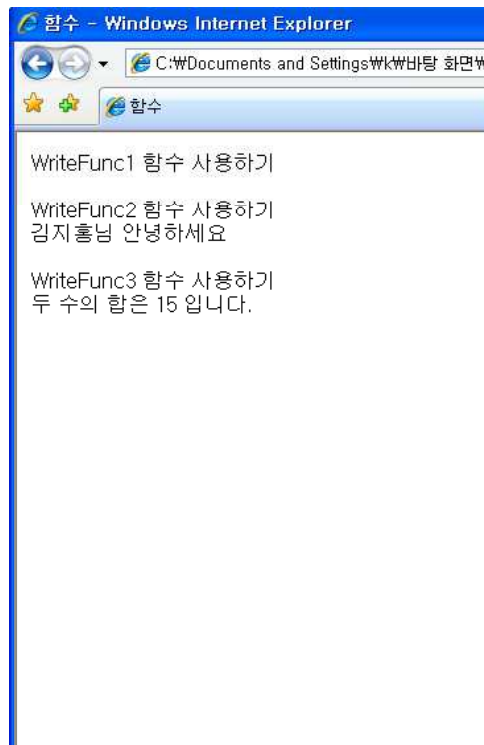 함수 - Windows Internet Explorer
C:₩Documents and Settings₩k₩바탕 화면₩
함수
WriteFunc1 함수 사용하기
WriteFunc2 함수 사용하기
김지홍님 안녕하세요
WriteFunc3 함수 사용하기
두 수의 합은 15 입니다.